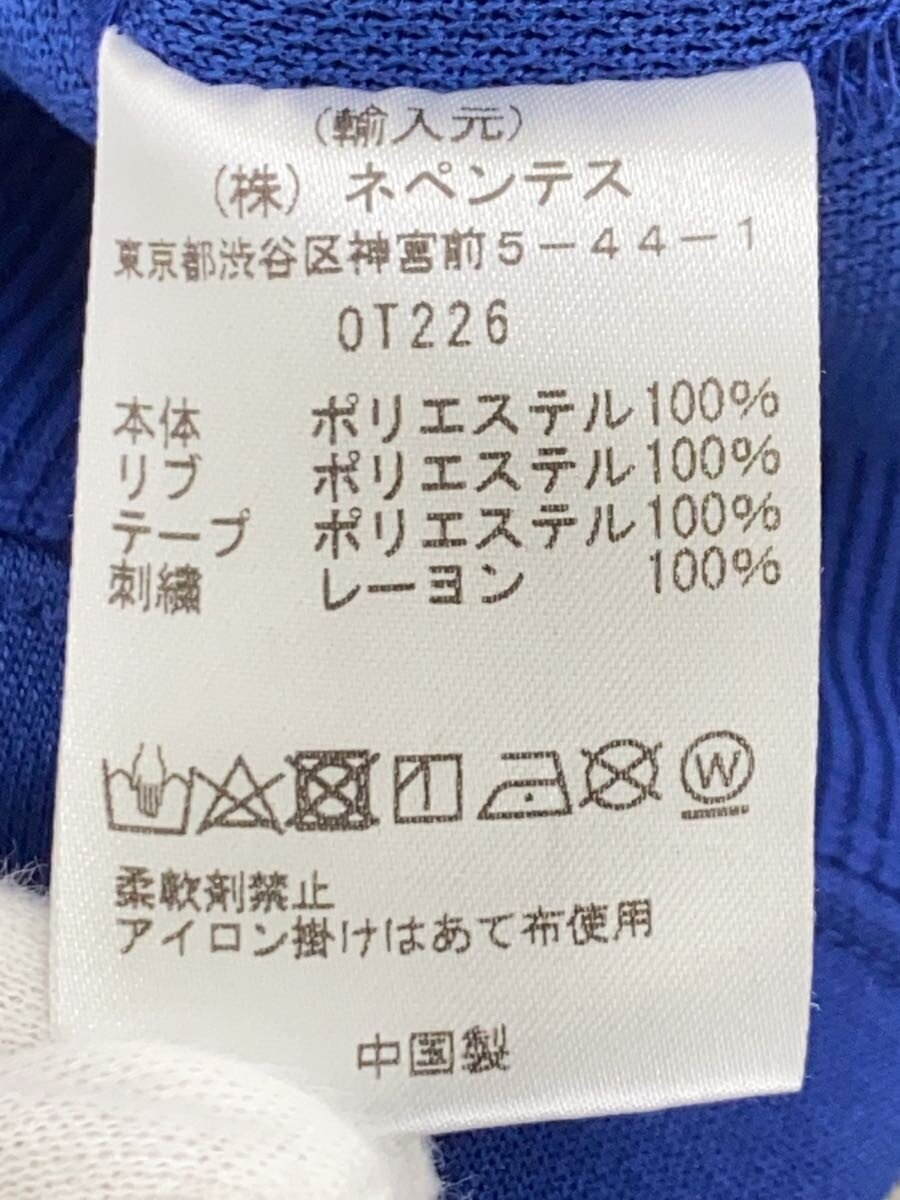 (輸入元)
(株) ネペンテス
東京都渋谷区神宮前5-44-1
OT226
本体 ポリエステル100%
リブ ポリエステル100%
テープ ポリエステル100%
刺繍 レーヨン 100%
W
柔軟剤禁止
アイロン掛けはあて布使用
中国製